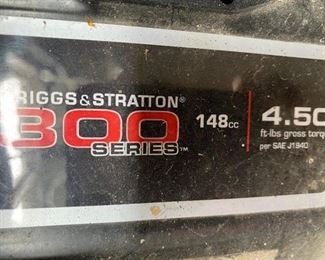 RIGGS & STRATTON®
300
SERIES™
148cc
4.50
ft-lbs gross torq
per SAE J1940